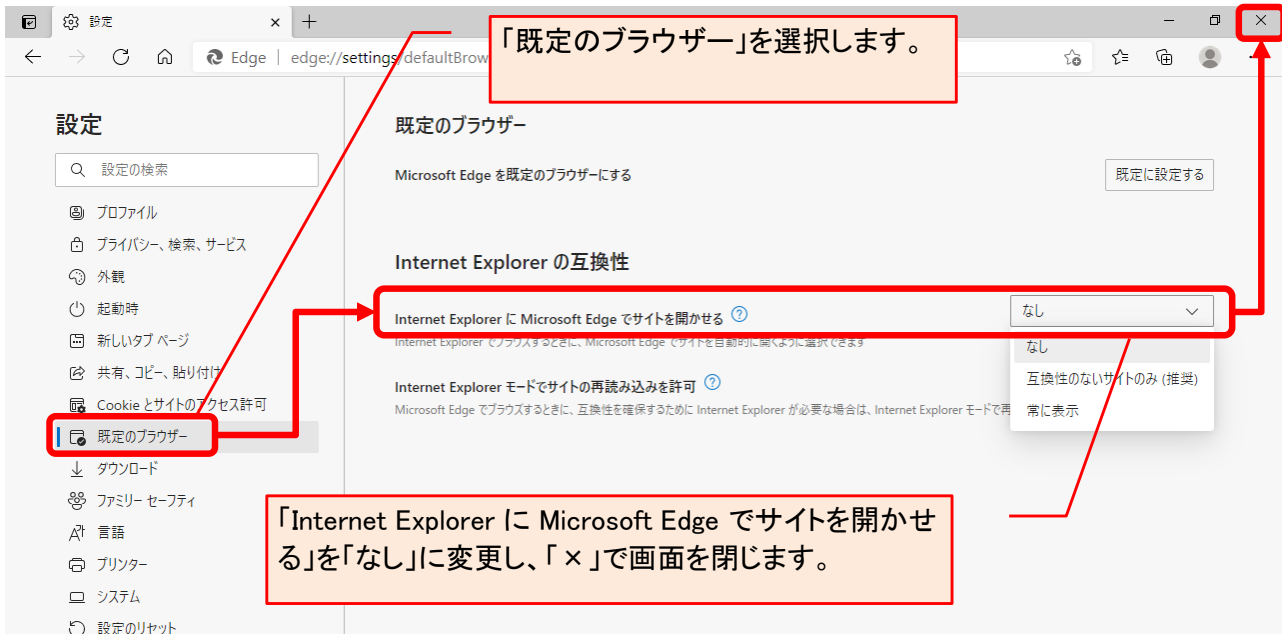 設定
Edge | edge://settings/defaultBrow
「既定のブラウザー」を選択します。
設定
設定の検索
プロファイル
プライバシー、検索、サービス
外観
起動時
新しいタブ ページ
共有、コピー、貼り付け
Cookie とサイトのアクセス許可
既定のブラウザー
ダウンロード
ファミリー セーフティ
言語
プリンター
システム
設定のリセット
既定のブラウザー
Microsoft Edge を既定のブラウザーにする
既定に設定する
Internet Explorer の互換性
Internet Explorer に Microsoft Edge でサイトを開かせる
なし
Internet Explorer でブラウズするときに、Microsoft Edge でサイトを自動的に開くように選択できます
なし
互換性のないサイトのみ (推奨)
常に表示
Internet Explorer モードでサイトの再読み込みを許可
Microsoft Edge でブラウズするときに、互換性を確保するために Internet Explorer が必要な場合は、Internet Explorer モードで再
「Internet Explorer に Microsoft Edge でサイトを開かせ
る」を「なし」に変更し、「×」で画面を閉じます。